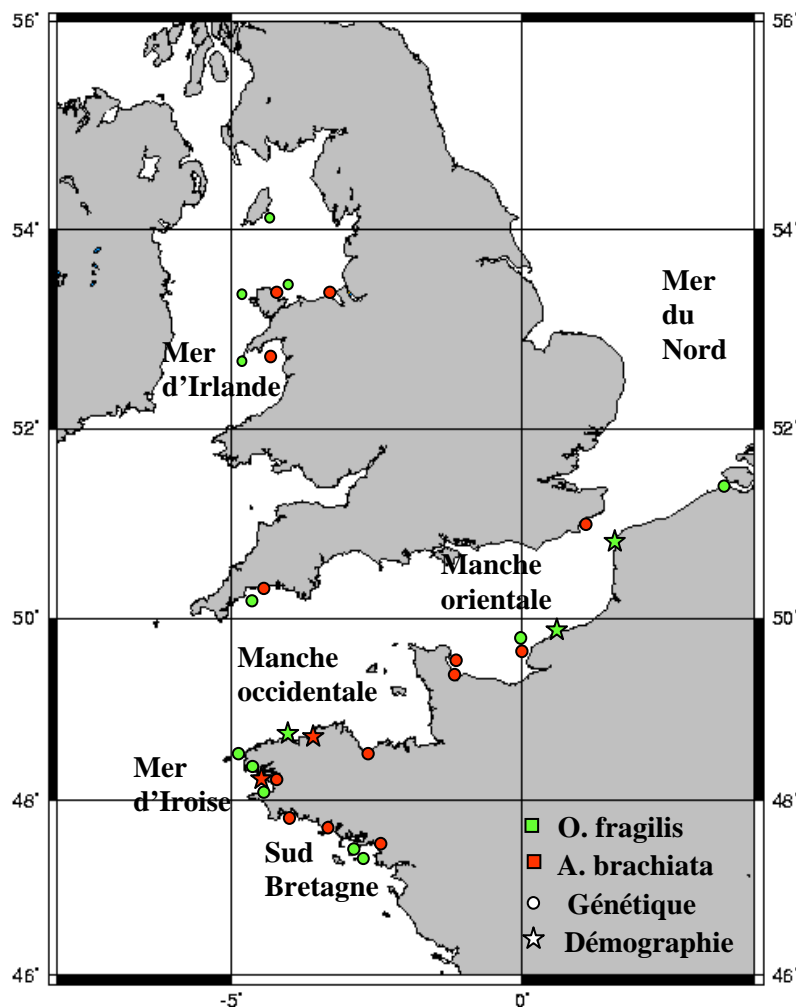 56˚ 56˚
54˚ 54˚
Mer
du
Nord
Mer
d’Irlande
52˚ 52˚
Manche
orientale
50˚ 50˚
Manche
occidentale
Mer
d’Iroise
48˚ 48˚
Sud
Bretagne
O. fragilis
A. brachiata
Génétique
Démographie
46˚ 46˚
-5˚ 0˚